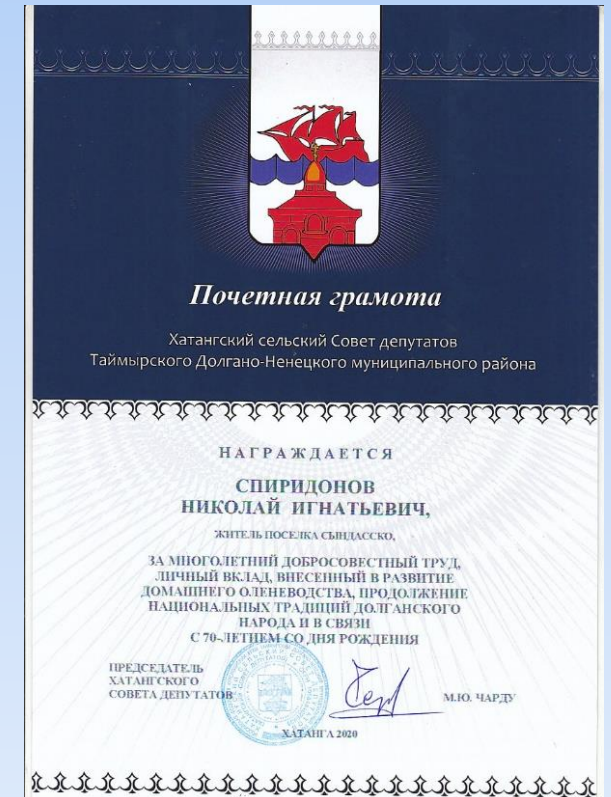 Почетная грамота
Хатангский сельский Совет депутатов
Таймырского Долгано-Ненецкого муниципального района
НАГРАЖДАЕТСЯ
СПИРИДОНОВ
НИКОЛАЙ ИГНАТЬЕВИЧ,
ЖИТЕЛЬ ПОСЕЛКА СЫНДАССКО,
ЗА МНОГОЛЕТНИЙ ДОБРОСОВЕСТНЫЙ ТРУД,
ЛИЧНЫЙ ВКЛАД, ВНЕСЕННЫЙ В РАЗВИТИЕ
ДОМАШНЕГО ОЛЕНЕВОДСТВА, ПРОДОЛЖЕНИЕ
НАЦИОНАЛЬНЫХ ТРАДИЦИЙ ДОЛГАНСКОГО
НАРОДА И В СВЯЗИ
С 70-ЛЕТИЕМ СО ДНЯ РОЖДЕНИЯ
ПРЕДСЕДАТЕЛЬ
ХАТАНГСКОГО
СОВЕТА ДЕПУТАТОВ
М.Ю. ЧАРДУ
ХАТАНГА 2020